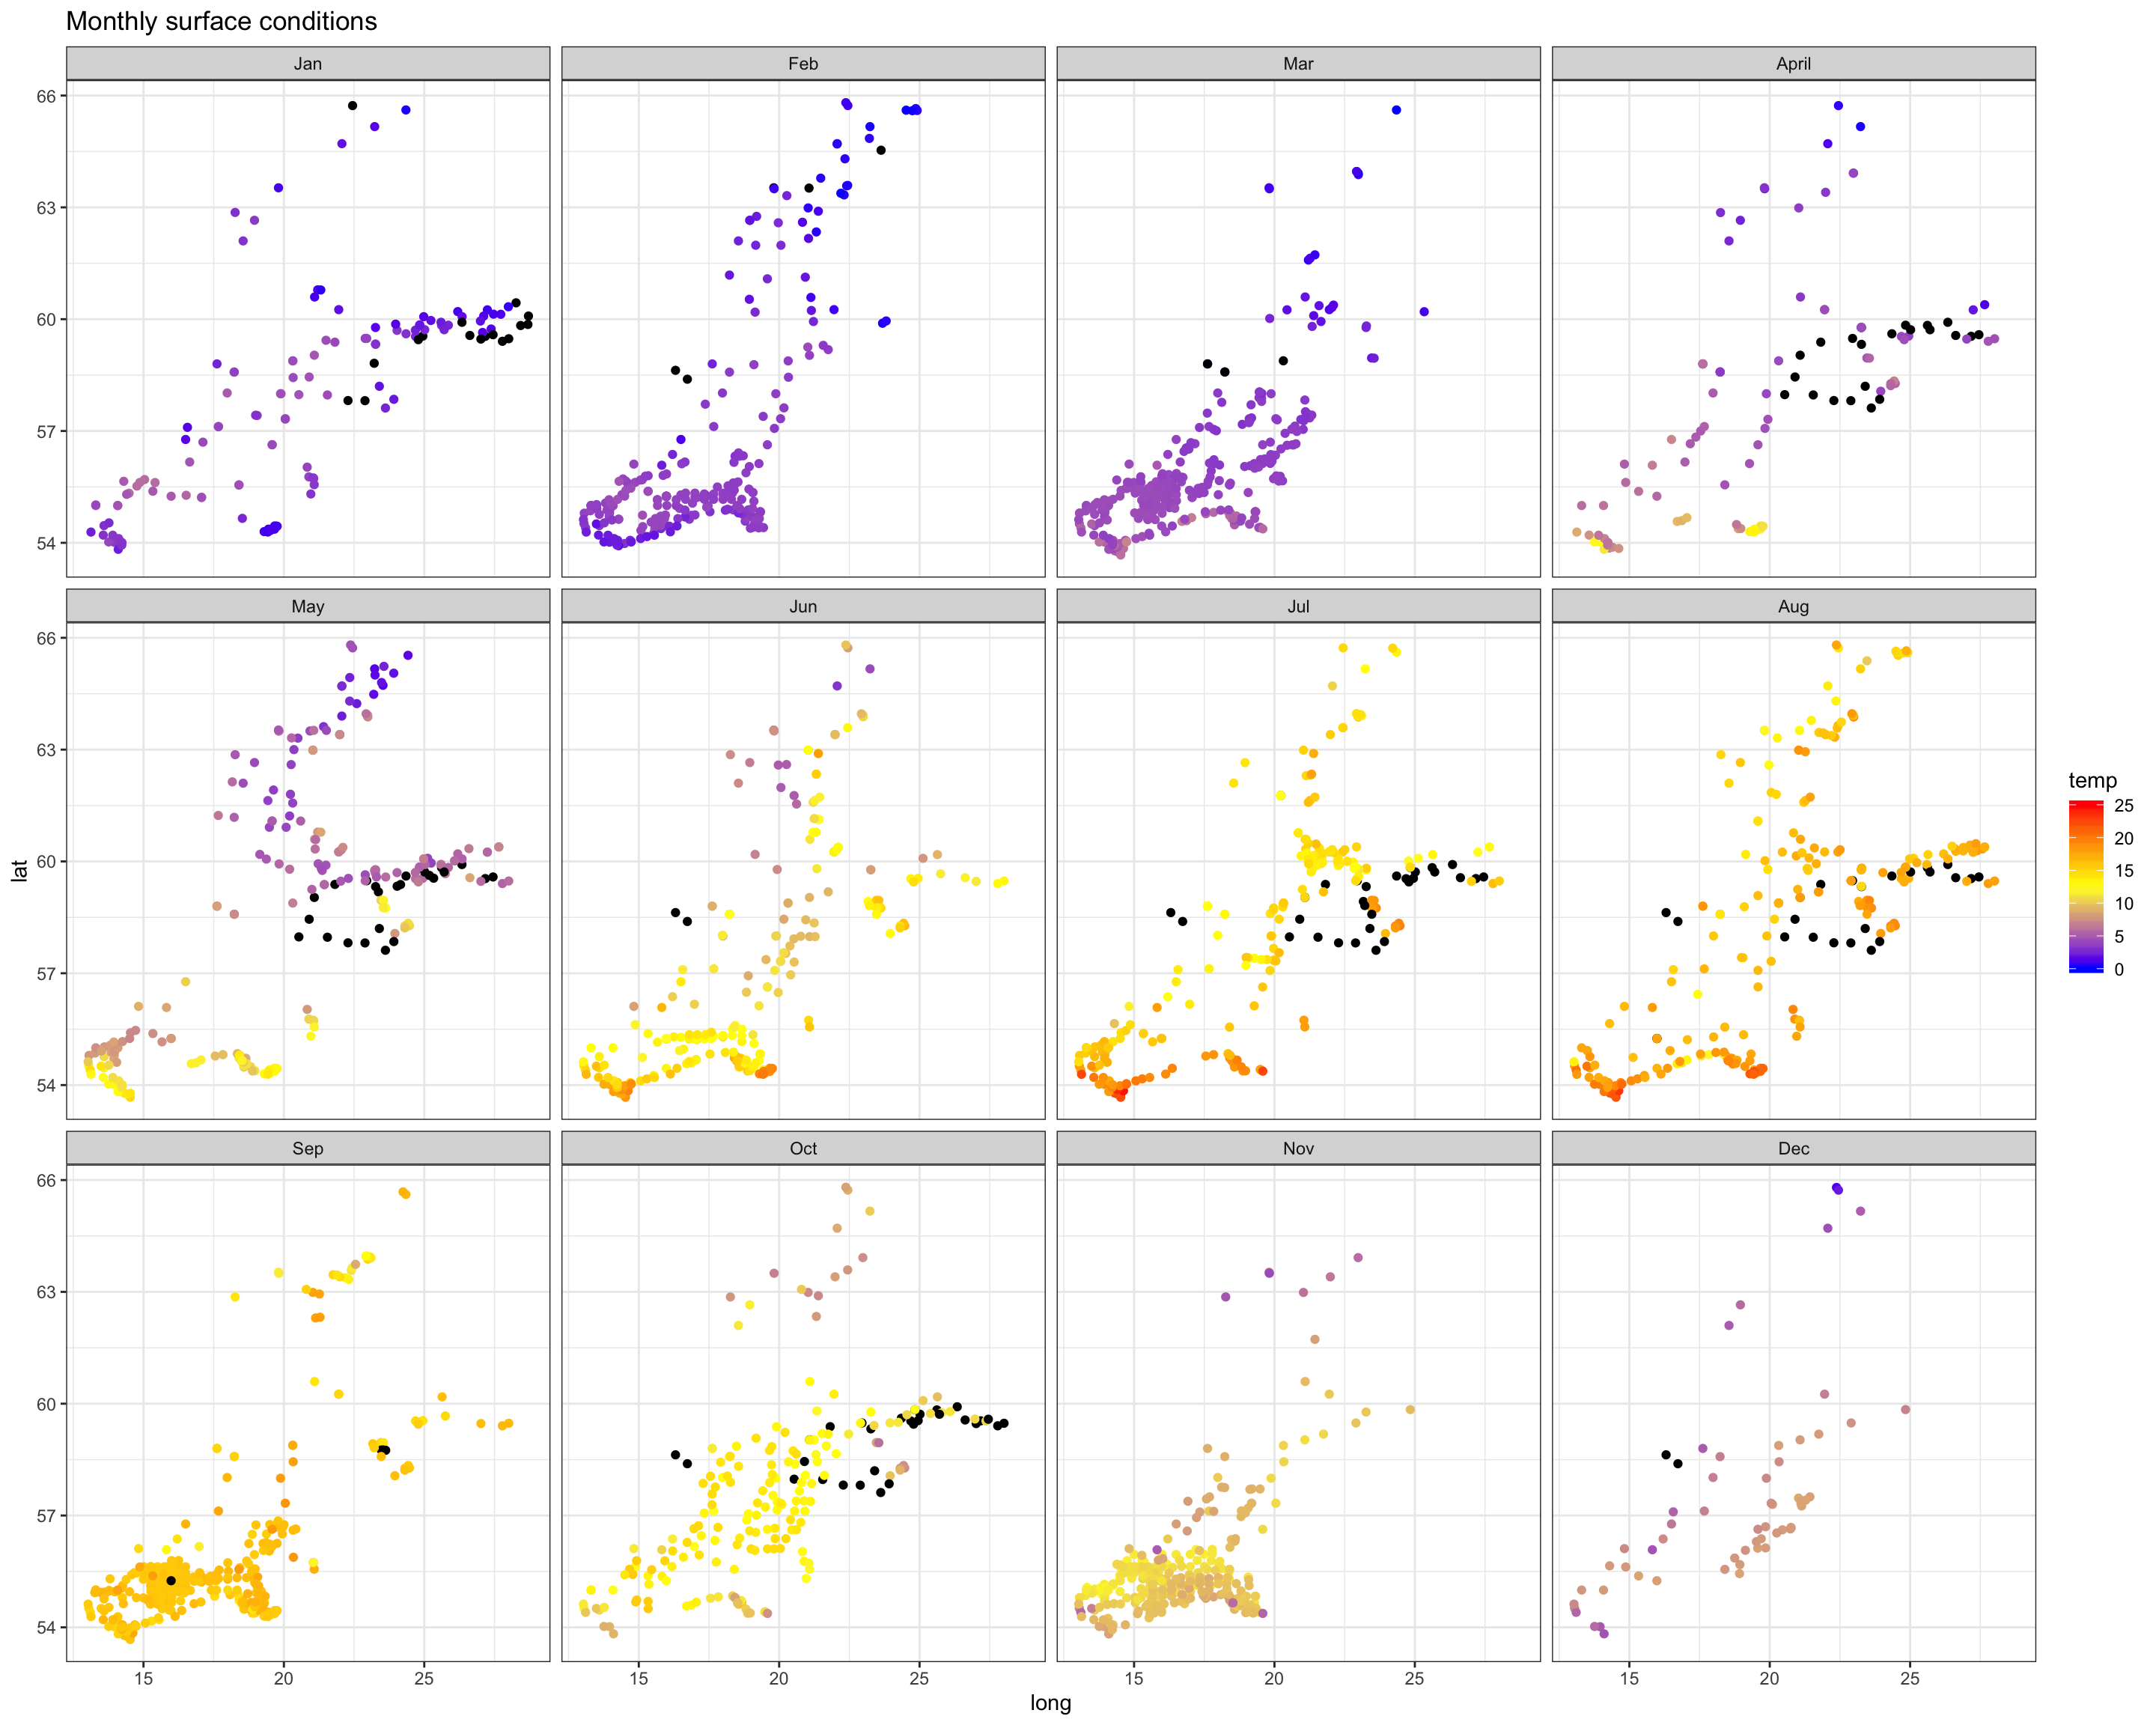 Monthly surface conditions
Jan Feb Mar April
66
63
60
57
54
May Jun Jul Aug
66
63
60
57
54
lat
temp
25
20
15
10
5
0
Sep Oct Nov Dec
66
63
60
57
54
15 20 25 15 20 25 15 20 25 15 20 25
long